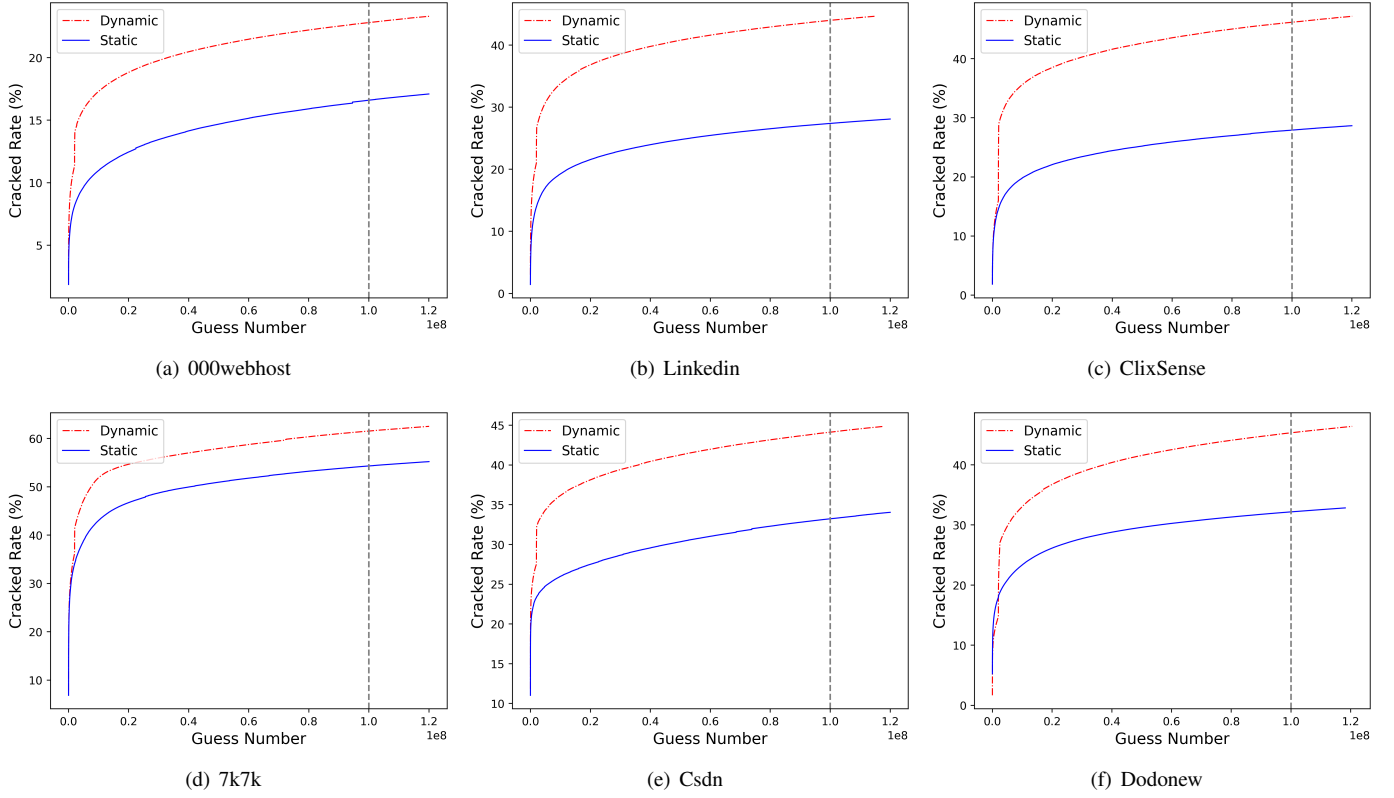 Dynamic
Static
Cracked Rate (%)
20
15
10
5
0.0 0.2 0.4 0.6 0.8 1.0 1.2
1e8
Guess Number
(a) 000webhost
Dynamic
Static
Cracked Rate (%)
40
30
20
10
0
0.0 0.2 0.4 0.6 0.8 1.0 1.2
1e8
Guess Number
(b) Linkedin
Dynamic
Static
Cracked Rate (%)
40
30
20
10
0
0.0 0.2 0.4 0.6 0.8 1.0 1.2
1e8
Guess Number
(c) ClixSense
Dynamic
Static
Cracked Rate (%)
60
50
40
30
20
10
0.0 0.2 0.4 0.6 0.8 1.0 1.2
1e8
Guess Number
(d) 7k7k
Dynamic
Static
Cracked Rate (%)
45
40
35
30
25
20
15
10
0.0 0.2 0.4 0.6 0.8 1.0 1.2
1e8
Guess Number
(e) Csdn
Dynamic
Static
Cracked Rate (%)
40
30
20
10
0
0.0 0.2 0.4 0.6 0.8 1.0 1.2
1e8
Guess Number
(f) Dodonew